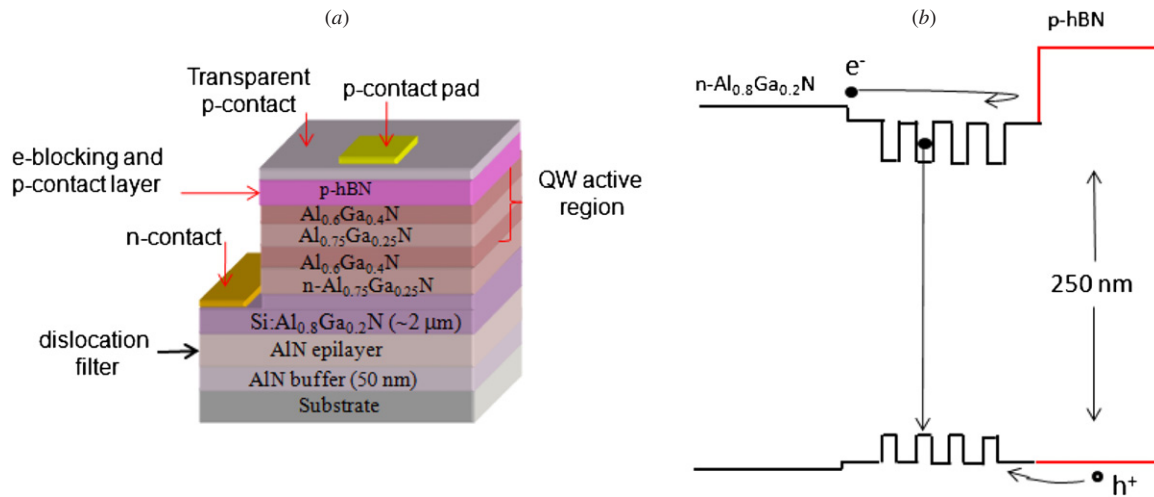 (a)
Transparent
p-contact
p-contact pad
e-blocking and
p-contact layer
n-contact
dislocation
filter
QW active
region
p-hBN
Al0.6Ga0.4N
Al0.75Ga0.25N
Al0.6Ga0.4N
n-Al0.75Ga0.25N
Si:Al0.8Ga0.2N (~2 μm)
AlN epilayer
AlN buffer (50 nm)
Substrate
(b)
p-hBN
n-Al0.8Ga0.2N
e-
250 nm
h+